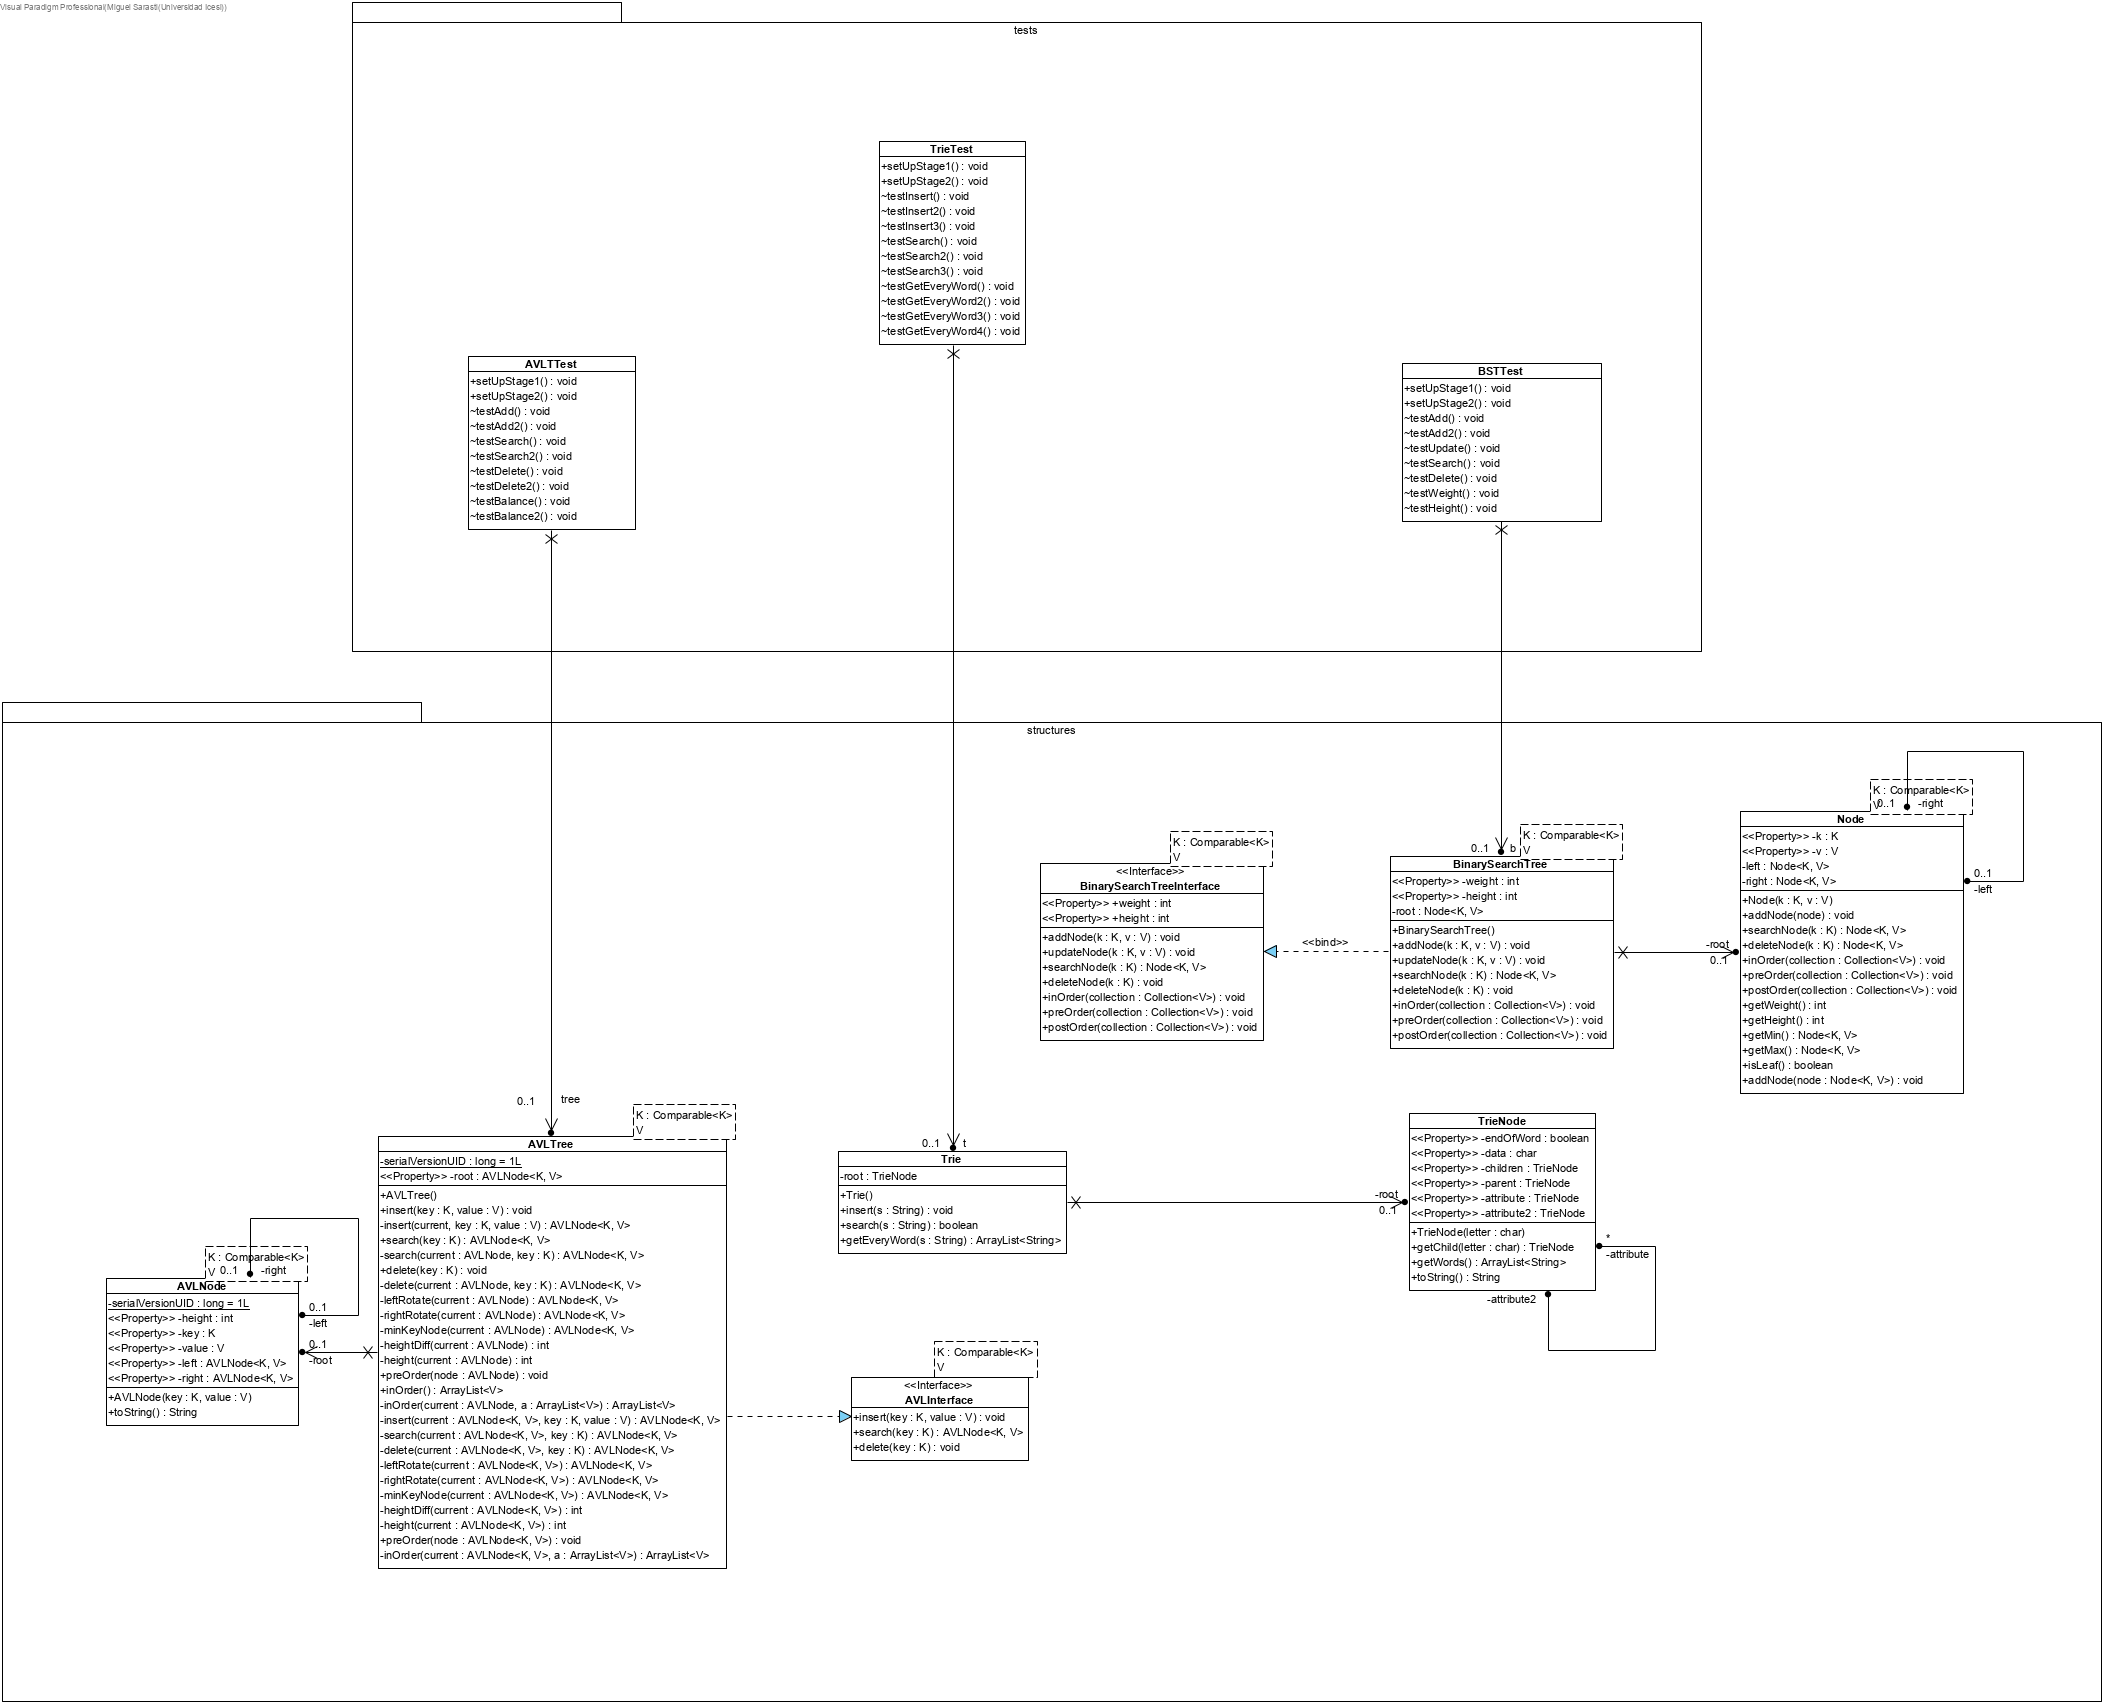 Visual Paradigm Professional(Miguel Sarasti(Universidad Icesi))
tests
TrieTest
+setUpStage1() : void
+setUpStage2() : void
~testInsert() : void
~testInsert2() : void
~testInsert3() : void
~testSearch() : void
~testSearch2() : void
~testSearch3() : void
~testGetEveryWord() : void
~testGetEveryWord2() : void
~testGetEveryWord3() : void
~testGetEveryWord4() : void
AVLTTest
+setUpStage1() : void
+setUpStage2() : void
~testAdd() : void
~testAdd2() : void
~testSearch() : void
~testSearch2() : void
~testDelete() : void
~testDelete2() : void
~testBalance() : void
~testBalance2() : void
BSTTest
+setUpStage1() : void
+setUpStage2() : void
~testAdd() : void
~testAdd2() : void
~testUpdate() : void
~testSearch() : void
~testDelete() : void
~testWeight() : void
~testHeight() : void
structures
K : Comparable<K>
V
<<Interface>>
BinarySearchTreeInterface
<<Property>> +weight : int
<<Property>> +height : int
+addNode(k : K, v : V) : void
+updateNode(k : K, v : V) : void
+searchNode(k : K) : Node<K, V>
+deleteNode(k : K) : void
+inOrder(collection : Collection<V>) : void
+preOrder(collection : Collection<V>) : void
+postOrder(collection : Collection<V>) : void
<<bind>>
0..1 b
K : Comparable<K>
V
BinarySearchTree
<<Property>> -weight : int
<<Property>> -height : int
-root : Node<K, V>
+BinarySearchTree()
+addNode(k : K, v : V) : void
+updateNode(k : K, v : V) : void
+searchNode(k : K) : Node<K, V>
+deleteNode(k : K) : void
+inOrder(collection : Collection<V>) : void
+preOrder(collection : Collection<V>) : void
+postOrder(collection : Collection<V>) : void
-root
0..1
K : Comparable<K>
V
0..1 -right
Node
<<Property>> -k : K
<<Property>> -v : V
-left : Node<K, V>
-right : Node<K, V>
+Node(k : K, v : V)
+addNode(node) : void
+searchNode(k : K) : Node<K, V>
+deleteNode(k : K) : Node<K, V>
+inOrder(collection : Collection<V>) : void
+preOrder(collection : Collection<V>) : void
+postOrder(collection : Collection<V>) : void
+getWeight() : int
+getHeight() : int
+getMin() : Node<K, V>
+getMax() : Node<K, V>
+isLeaf() : boolean
+addNode(node : Node<K, V>) : void
0..1
-left
K : Comparable<K>
V
0..1 -right
AVLNode
-serialVersionUID : long = 1L
<<Property>> -height : int
<<Property>> -key : K
<<Property>> -value : V
<<Property>> -left : AVLNode<K, V>
<<Property>> -right : AVLNode<K, V>
+AVLNode(key : K, value : V)
+toString() : String
0..1
-left
0..1
-root
0..1 tree
K : Comparable<K>
V
AVLTree
-serialVersionUID : long = 1L
<<Property>> -root : AVLNode<K, V>
+AVLTree()
+insert(key : K, value : V) : void
-insert(current, key : K, value : V) : AVLNode<K, V>
+search(key : K) : AVLNode<K, V>
-search(current : AVLNode, key : K) : AVLNode<K, V>
+delete(key : K) : void
-delete(current : AVLNode, key : K) : AVLNode<K, V>
-leftRotate(current : AVLNode) : AVLNode<K, V>
-rightRotate(current : AVLNode) : AVLNode<K, V>
-minKeyNode(current : AVLNode) : AVLNode<K, V>
-heightDiff(current : AVLNode) : int
-height(current : AVLNode) : int
+preOrder(node : AVLNode) : void
+inOrder() : ArrayList<V>
-inOrder(current : AVLNode, a : ArrayList<V>) : ArrayList<V>
-insert(current : AVLNode<K, V>, key : K, value : V) : AVLNode<K, V>
-search(current : AVLNode<K, V>, key : K) : AVLNode<K, V>
-delete(current : AVLNode<K, V>, key : K) : AVLNode<K, V>
-leftRotate(current : AVLNode<K, V>) : AVLNode<K, V>
-rightRotate(current : AVLNode<K, V>) : AVLNode<K, V>
-minKeyNode(current : AVLNode<K, V>) : AVLNode<K, V>
-heightDiff(current : AVLNode<K, V>) : int
-height(current : AVLNode<K, V>) : int
+preOrder(node : AVLNode<K, V>) : void
-inOrder(current : AVLNode<K, V>, a : ArrayList<V>) : ArrayList<V>
0..1 t
Trie
-root : TrieNode
+Trie()
+insert(s : String) : void
+search(s : String) : boolean
+getEveryWord(s : String) : ArrayList<String>
-root
0..1
TrieNode
<<Property>> -endOfWord : boolean
<<Property>> -data : char
<<Property>> -children : TrieNode
<<Property>> -parent : TrieNode
<<Property>> -attribute : TrieNode
<<Property>> -attribute2 : TrieNode
+TrieNode(letter : char)
+getChild(letter : char) : TrieNode
+getWords() : ArrayList<String>
+toString() : String
*
-attribute
-attribute2
K : Comparable<K>
V
<<Interface>>
AVLInterface
+insert(key : K, value : V) : void
+search(key : K) : AVLNode<K, V>
+delete(key : K) : void